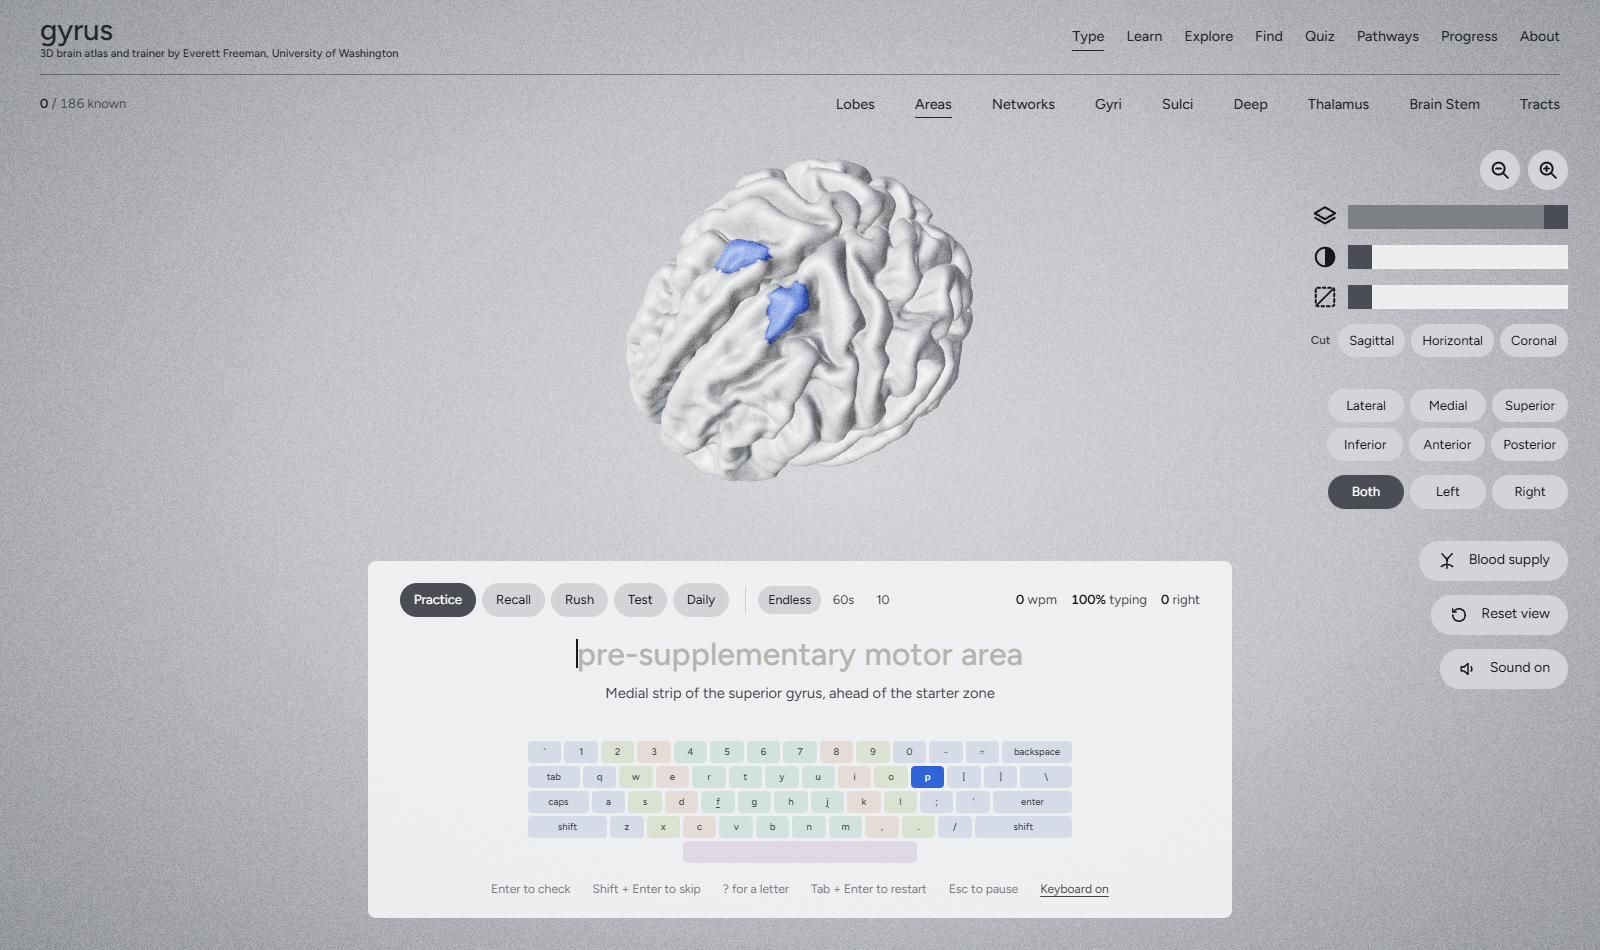 gyrus
3D brain atlas and trainer by Everett Freeman, University of Washington
Type Learn Explore Find Quiz Pathways Progress About
0 / 186 known
Lobes Areas Networks Gyri Sulci Deep Thalamus Brain Stem Tracts
Cut Sagittal Horizontal Coronal
Lateral Medial Superior
Inferior Anterior Posterior
Both Left Right
Blood supply
Reset view
Sound on
Practice Recall Rush Test Daily Endless 60s 10 0 wpm 100% typing 0 right
pre-supplementary motor area
Medial strip of the superior gyrus, ahead of the starter zone
` 1 2 3 4 5 6 7 8 9 0 - = backspace
tab q w e r t y u i o p [ ] \
caps a s d f g h j k l ; ' enter
shift z x c v b n m , . / shift
Enter to check Shift + Enter to skip ? for a letter Tab + Enter to restart Esc to pause Keyboard on